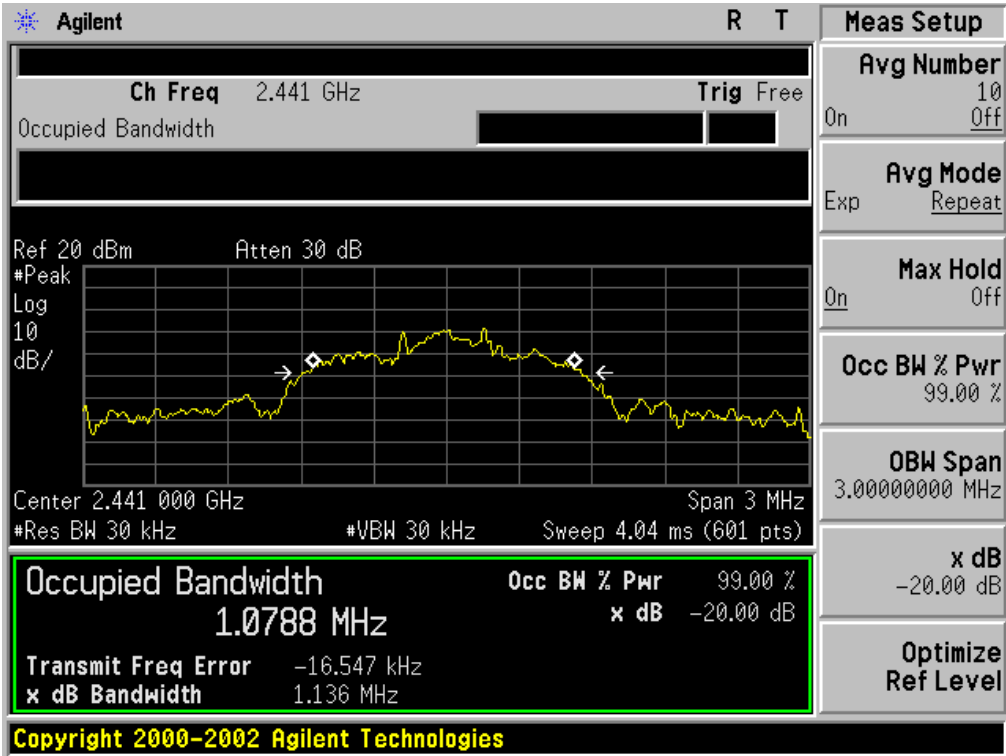 Agilent R T
Ch Freq 2.441 GHz Trig Free
Occupied Bandwidth
Ref 20 dBm Atten 30 dB
#Peak
Log
10
dB/
Center 2.441 000 GHz Span 3 MHz
#Res BW 30 kHz #VBW 30 kHz Sweep 4.04 ms (601 pts)
Occupied Bandwidth
1.0788 MHz
Occ BW % Pwr 99.00 %
x dB -20.00 dB
Transmit Freq Error -16.547 kHz
x dB Bandwidth 1.136 MHz
Copyright 2000-2002 Agilent Technologies
Meas Setup
Avg Number
10
On Off
Avg Mode
Exp Repeat
Max Hold
On Off
Occ BW % Pwr
99.00 %
OBW Span
3.00000000 MHz
x dB
-20.00 dB
Optimize
Ref Level